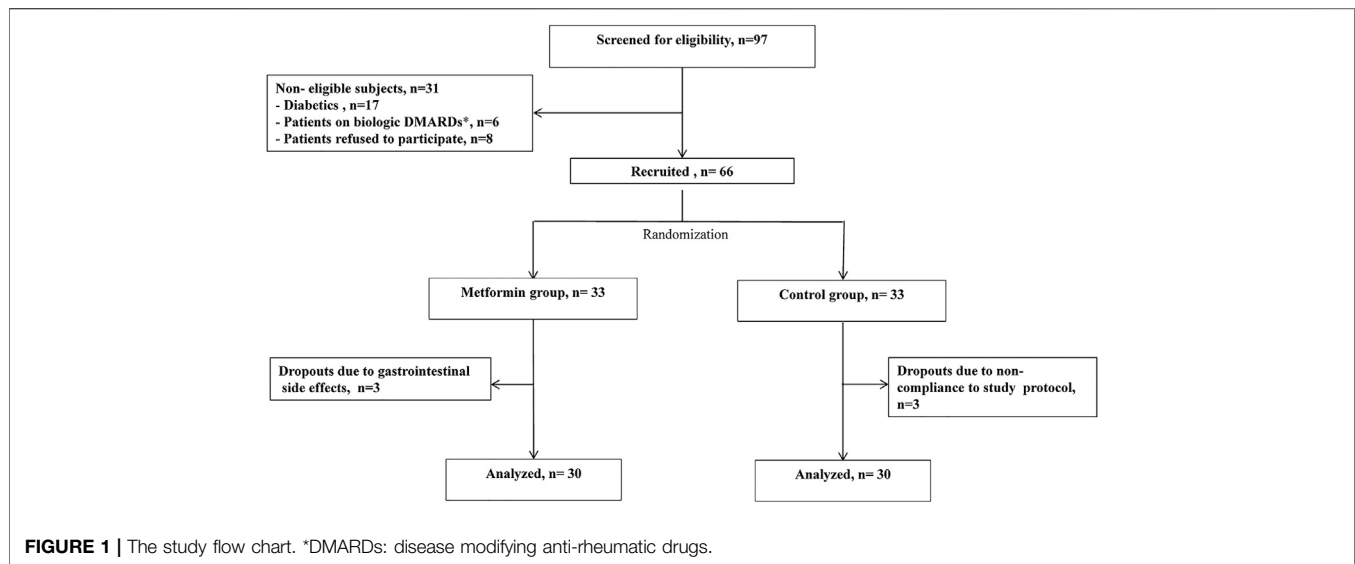 Screened for eligibility, n=97
Non- eligible subjects, n=31
- Diabetics , n=17
- Patients on biologic DMARDs*, n=6
- Patients refused to participate, n=8
Recruited , n= 66
Randomization
Metformin group, n= 33
Control group, n= 33
Dropouts due to gastrointestinal
side effects, n=3
Dropouts due to non-
compliance to study protocol,
n=3
Analyzed, n= 30
Analyzed, n= 30
FIGURE 1 | The study flow chart. *DMARDs: disease modifying anti-rheumatic drugs.